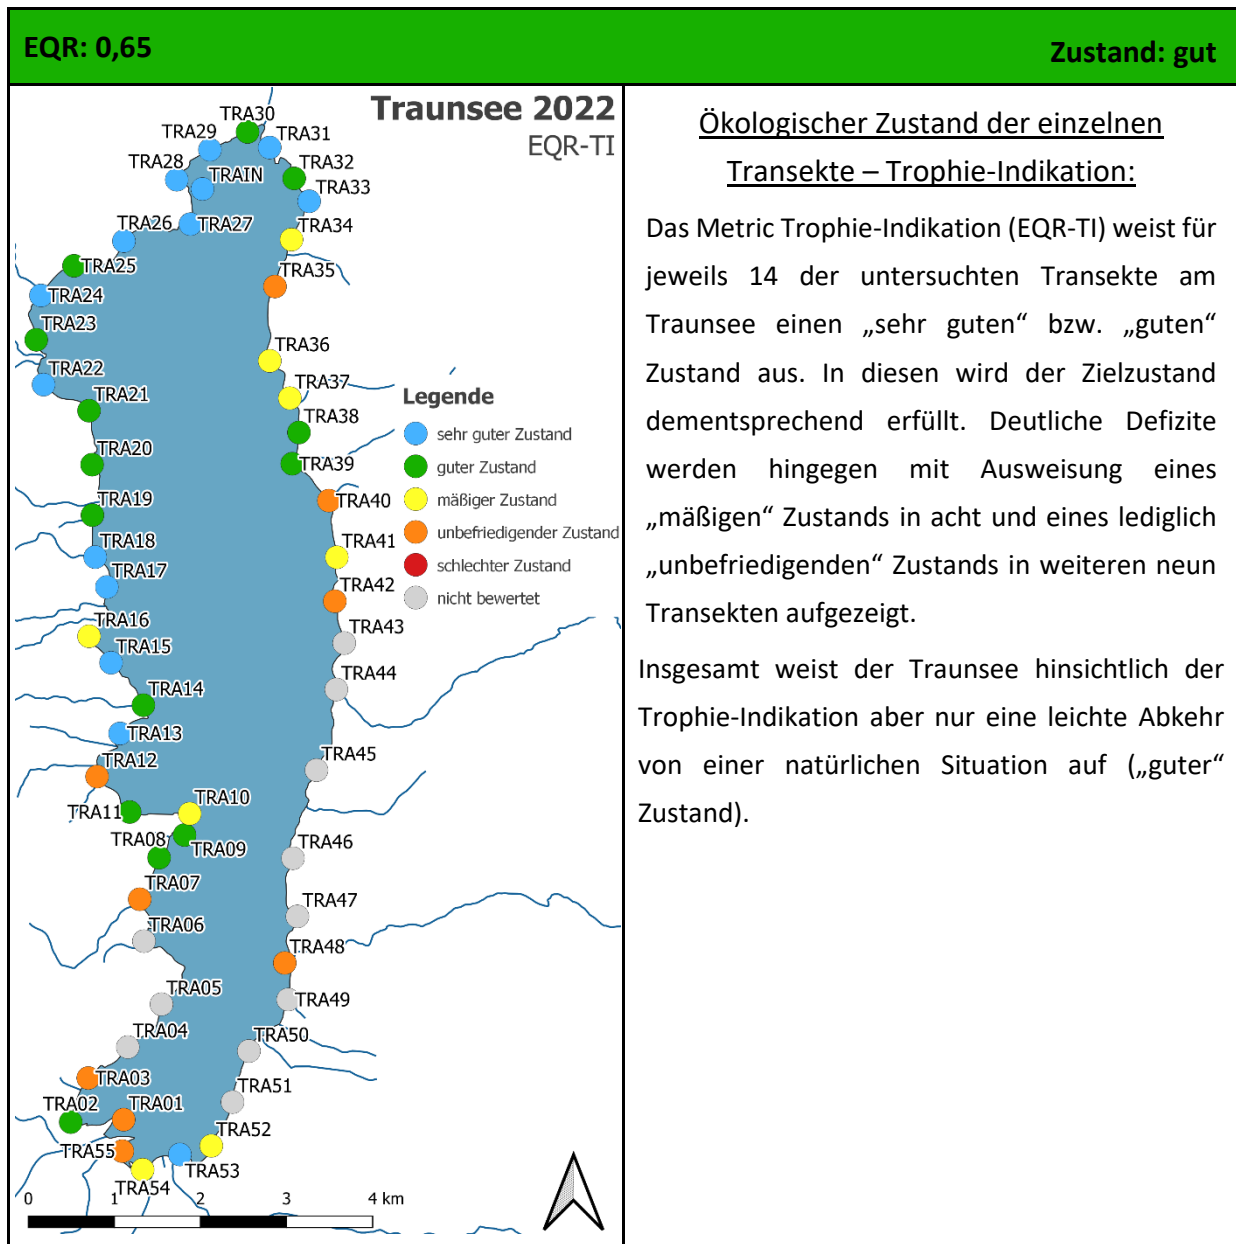 EQR: 0,65
Zustand: gut
Traunsee 2022
EQR-TI
TRA30
TRA29
TRA31
TRA28
TRA32
TRAIN
TRA33
TRA26
TRA27
TRA34
TRA25
TRA35
TRA24
TRA23
TRA36
TRA22
TRA37
TRA21
TRA38
TRA20
TRA39
TRA19
TRA40
TRA18
TRA41
TRA17
TRA42
TRA16
TRA43
TRA15
TRA44
TRA14
TRA13
TRA12
TRA45
TRA11
TRA10
TRA08
TRA09
TRA46
TRA07
TRA47
TRA06
TRA48
TRA05
TRA49
TRA04
TRA50
TRA03
TRA51
TRA02
TRA01
TRA52
TRA55
TRA53
TRA54
Legende
sehr guter Zustand
guter Zustand
mäßiger Zustand
unbefriedigender Zustand
schlechter Zustand
nicht bewertet
0 1 2 3 4 km
Ökologischer Zustand der einzelnen
Transekte – Trophie-Indikation:
Das Metric Trophie-Indikation (EQR-TI) weist für
jeweils 14 der untersuchten Transekte am
Traunsee einen „sehr guten“ bzw. „guten“
Zustand aus. In diesen wird der Zielzustand
dementsprechend erfüllt. Deutliche Defizite
werden hingegen mit Ausweisung eines
„mäßigen“ Zustands in acht und eines lediglich
„unbefriedigenden“ Zustands in weiteren neun
Transekten aufgezeigt.
Insgesamt weist der Traunsee hinsichtlich der
Trophie-Indikation aber nur eine leichte Abkehr
von einer natürlichen Situation auf („guter“
Zustand).